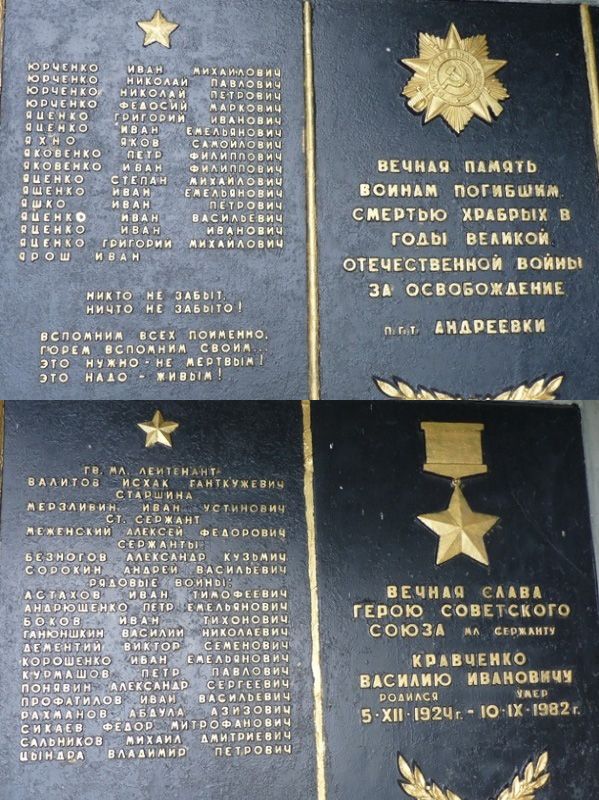 ЮРЧЕНКО ИВАН МИХАЙЛОВИЧ
ЮРЧЕНКО НИКОЛАЙ ПАВЛОВИЧ
ЮРЧЕНКО НИКОЛАЙ ПЕТРОВИЧ
ЮРЧЕНКО ФЕДОСИЙ МАРКОВИЧ
ЯЦЕНКО ГРИГОРИЙ ИВАНОВИЧ
ЯЦЕНКО ИВАН ЕМЕЛЬЯНОВИЧ
ЯХНО ЯКОВ САМОЙЛОВИЧ
ЯКОВЕНКО ПЕТР ФИЛИППОВИЧ
ЯКОВЕНКО ИВАН ФИЛИППОВИЧ
ЯЦЕНКО СТЕПАН МИХАЙЛОВИЧ
ЯЩЕНКО ИВАН ЕМЕЛЬЯНОВИЧ
ЯШКО ИВАН ПЕТРОВИЧ
ЯЦЕНКО ИВАН ВАСИЛЬЕВИЧ
ЯЦЕНКО ИВАН ИВАНОВИЧ
ЯЦЕНКО ГРИГОРИЙ МИХАЙЛОВИЧ
ЯРОШ ИВАН
НИКТО НЕ ЗАБЫТ,
НИЧТО НЕ ЗАБЫТО!
ВСПОМНИМ ВСЕХ ПОИМЕННО,
ГОРЕМ ВСПОМНИМ СВОИМ...
ЭТО НУЖНО - НЕ МЕРТВЫМ!
ЭТО НАДО - ЖИВЫМ!
ВЕЧНАЯ ПАМЯТЬ
ВОИНАМ ПОГИБШИМ
СМЕРТЬЮ ХРАБРЫХ В
ГОДЫ ВЕЛИКОЙ
ОТЕЧЕСТВЕННОЙ ВОЙНЫ
ЗА ОСВОБОЖДЕНИЕ
П.Г.Т. АНДРЕЕВКИ
ГВ. МЛ. ЛЕЙТЕНАНТ
ВАЛИТОВ ИСХАК ГАНТКУЖЕВИЧ
СТАРШИНА
МЕРЗЛИВИН ИВАН УСТИНОВИЧ
СТ. СЕРЖАНТ
МЕЖЕНСКИЙ АЛЕКСЕЙ ФЕДОРОВИЧ
СЕРЖАНТЫ:
БЕЗНОГОВ АЛЕКСАНДР КУЗЬМИЧ
СОРОКИН АНДРЕЙ ВАСИЛЬЕВИЧ
РЯДОВЫЕ ВОИНЫ:
АСТАХОВ ИВАН ТИМОФЕЕВИЧ
АНДРЮЩЕНКО ПЕТР ЕМЕЛЬЯНОВИЧ
БОКОВ ИВАН ТИХОНОВИЧ
ГАНЮНШКИН ВАСИЛИЙ НИКОЛАЕВИЧ
ДЕМЕНТИЙ ВИКТОР СЕМЕНОВИЧ
КОРОШЕНКО ИВАН ЕМЕЛЬЯНОВИЧ
КУРМАШОВ ПЕТР ПАВЛОВИЧ
ПОНЯВИН АЛЕКСАНДР СЕРГЕЕВИЧ
ПРОФАТИЛОВ ИВАН ВАСИЛЬЕВИЧ
РАХМАНОВ АБДУЛА АЗИЗОВИЧ
СИКАЕВ ФЕДОР МИТРОФАНОВИЧ
САЛЬНИКОВ МИХАИЛ ДМИТРИЕВИЧ
ЦЫНДРА ВЛАДИМИР ПЕТРОВИЧ
ВЕЧНАЯ СЛАВА
ГЕРОЮ СОВЕТСКОГО
СОЮЗА МЛ. СЕРЖАНТУ
КРАВЧЕНКО
ВАСИЛИЮ ИВАНОВИЧУ
РОДИЛСЯ УМЕР
5·XII·1924г. - 10·IX·1982г.